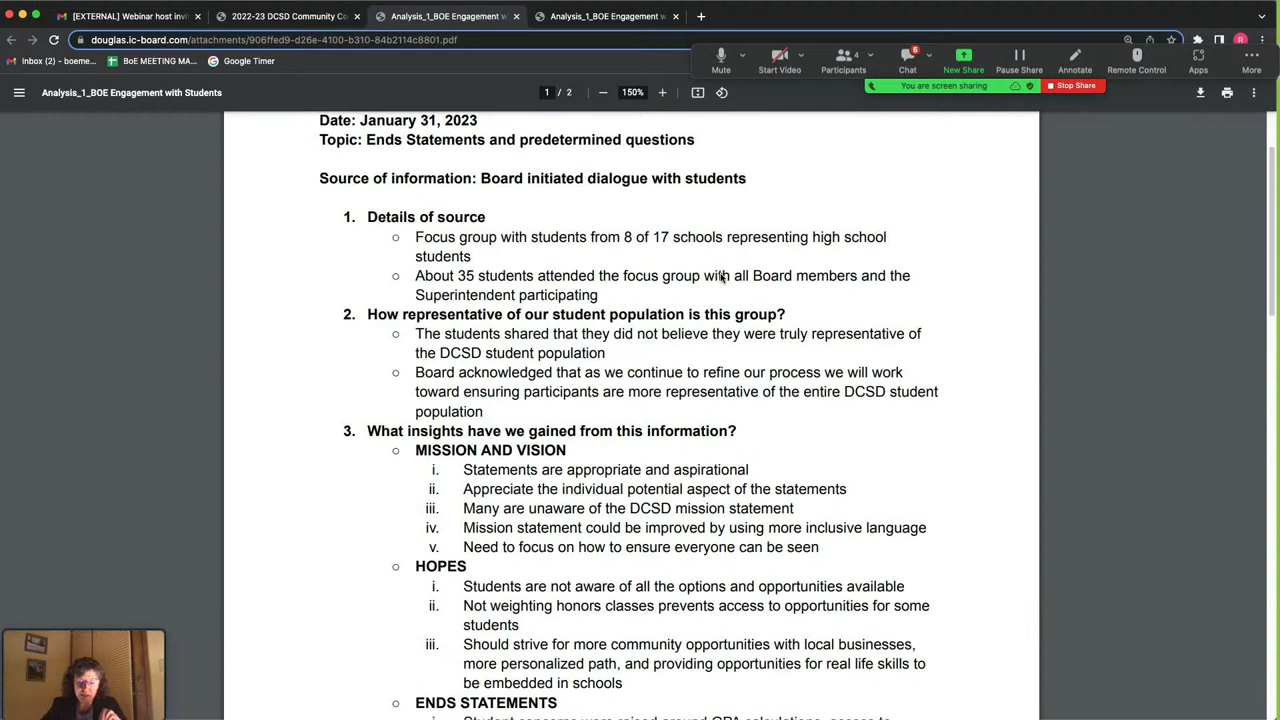 [EXTERNAL] Webinar host invi
2022-23 DCSD Community Co
Analysis_1_BOE Engagement w
Analysis_1_BOE Engagement w
douglas.ic-board.com/attachments/906ffed9-d26e-4100-b310-84b2114c8801.pdf
R
Inbox (2) - boeme...
BoE MEETING MA...
Google Timer
4
6
Mute
Start Video
Participants
Chat
New Share
Pause Share
Annotate
Remote Control
Apps
More
You are screen sharing
Stop Share
Analysis_1_BOE Engagement with Students
1 / 2
150%
Date: January 31, 2023
Topic: Ends Statements and predetermined questions
Source of information: Board initiated dialogue with students
1. Details of source
Focus group with students from 8 of 17 schools representing high school
students
About 35 students attended the focus group with all Board members and the
Superintendent participating
2. How representative of our student population is this group?
The students shared that they did not believe they were truly representative of
the DCSD student population
Board acknowledged that as we continue to refine our process we will work
toward ensuring participants are more representative of the entire DCSD student
population
3. What insights have we gained from this information?
MISSION AND VISION
i. Statements are appropriate and aspirational
ii. Appreciate the individual potential aspect of the statements
iii. Many are unaware of the DCSD mission statement
iv. Mission statement could be improved by using more inclusive language
v. Need to focus on how to ensure everyone can be seen
HOPES
i. Students are not aware of all the options and opportunities available
ii. Not weighting honors classes prevents access to opportunities for some
students
iii. Should strive for more community opportunities with local businesses,
more personalized path, and providing opportunities for real life skills to
be embedded in schools
ENDS STATEMENTS
i. Student concerns were raised around GPA calculations, access to